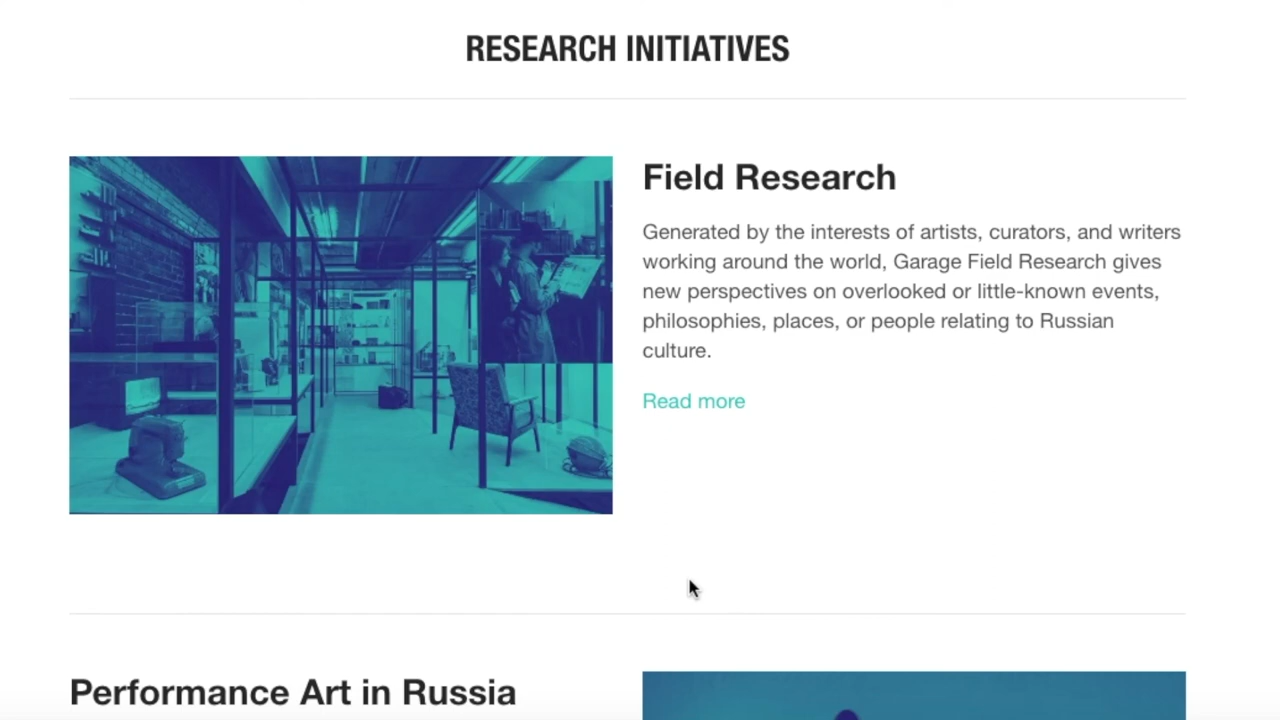 RESEARCH INITIATIVES
Field Research
Generated by the interests of artists, curators, and writers
working around the world, Garage Field Research gives
new perspectives on overlooked or little-known events,
philosophies, places, or people relating to Russian
culture.
Read more
Performance Art in Russia